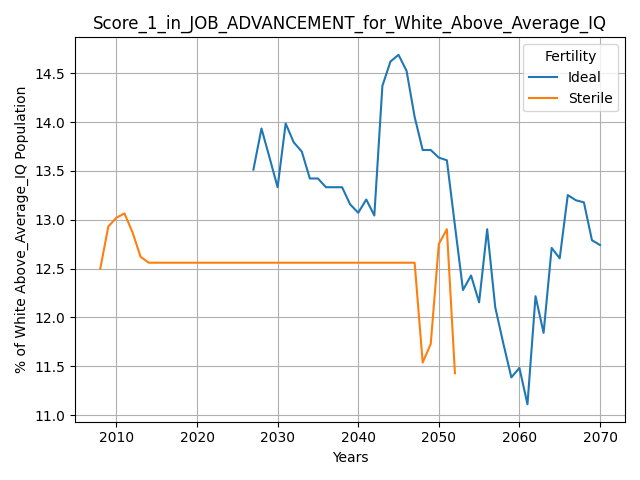 Score_1_in_JOB_ADVANCEMENT_for_White_Above_Average_IQ
% of White Above_Average_IQ Population
14.5
14.0
13.5
13.0
12.5
12.0
11.5
11.0
Fertility
Ideal
Sterile
2010 2020 2030 2040 2050 2060 2070
Years